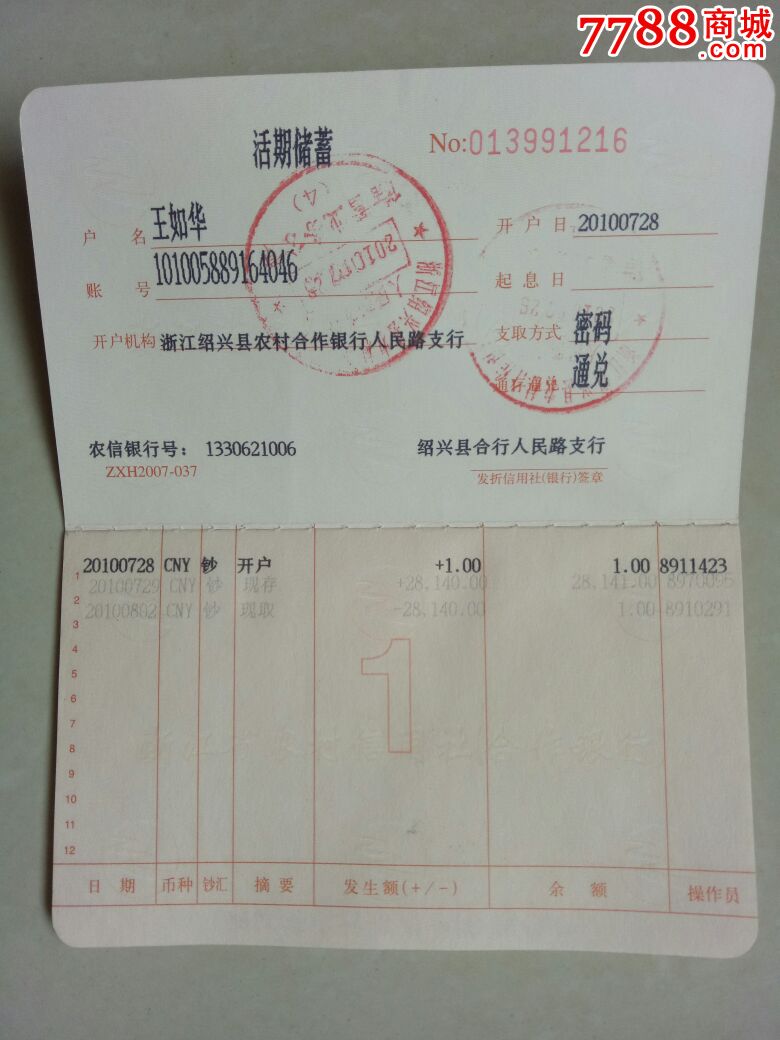 7788商城
.com
活期储蓄
No:013991216
户 名 王如华
开户日 20100728
账 号 101005889164046
起息日
开户机构 浙江绍兴县农村合作银行人民路支行
支取方式 密码
通存通兑 通兑
农信银行号: 1330621006
绍兴县合行人民路支行
ZXH2007-037
发折信用社(银行)签章
20100728 CNY 钞 开户 +1.00 1.00 8911423
1 20100729 CNY 钞 现存 +28,140.00 28,141.00
2 20100802 CNY 钞 现取 -28,140.00 1.00 8910291
3
4
5
6
7
8
9
10
11
12
1
日 期 币种 钞汇 摘 要 发生额(+/-) 余 额 操作员